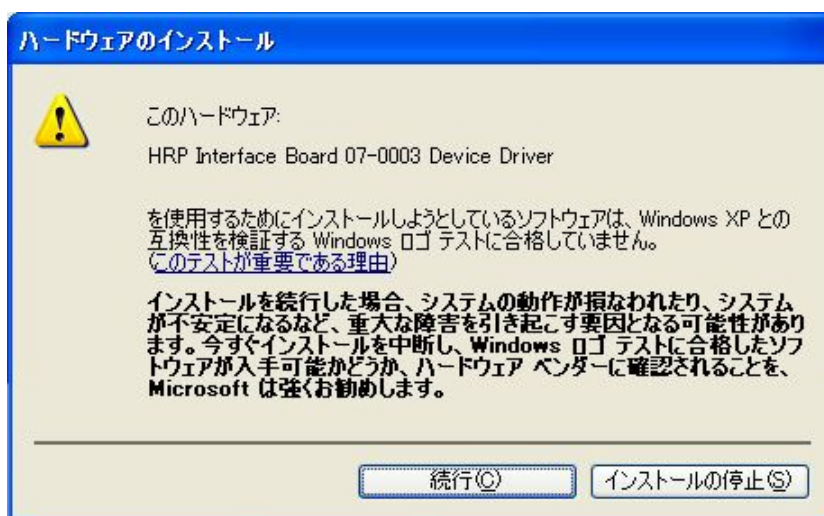 ハードウェアのインストール
このハードウェア:
HRP Interface Board 07-0003 Device Driver
を使用するためにインストールしようとしているソフトウェアは、Windows XP との
互換性を検証する Windows ロゴ テストに合格していません。
(このテストが重要である理由)
インストールを続行した場合、システムの動作が損なわれたり、システム
が不安定になるなど、重大な障害を引き起こす要因となる可能性があり
ます。今すぐインストールを中断し、Windows ロゴ テストに合格したソフ
トウェアが入手可能かどうか、ハードウェア ベンダーに確認されることを、
Microsoft は強くお勧めします。
続行(C)
インストールの停止(S)